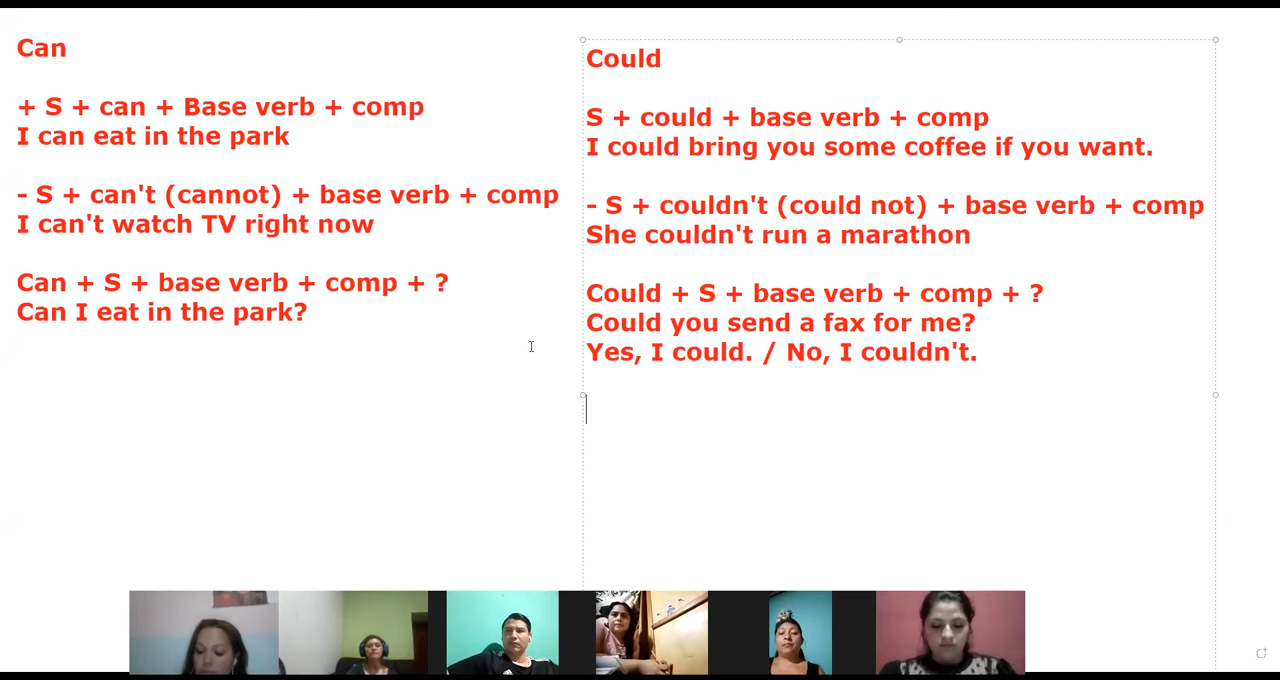 Can
+ S + can + Base verb + comp
I can eat in the park
- S + can't (cannot) + base verb + comp
I can't watch TV right now
Can + S + base verb + comp + ?
Can I eat in the park?
Could
S + could + base verb + comp
I could bring you some coffee if you want.
- S + couldn't (could not) + base verb + comp
She couldn't run a marathon
Could + S + base verb + comp + ?
Could you send a fax for me?
Yes, I could. / No, I couldn't.